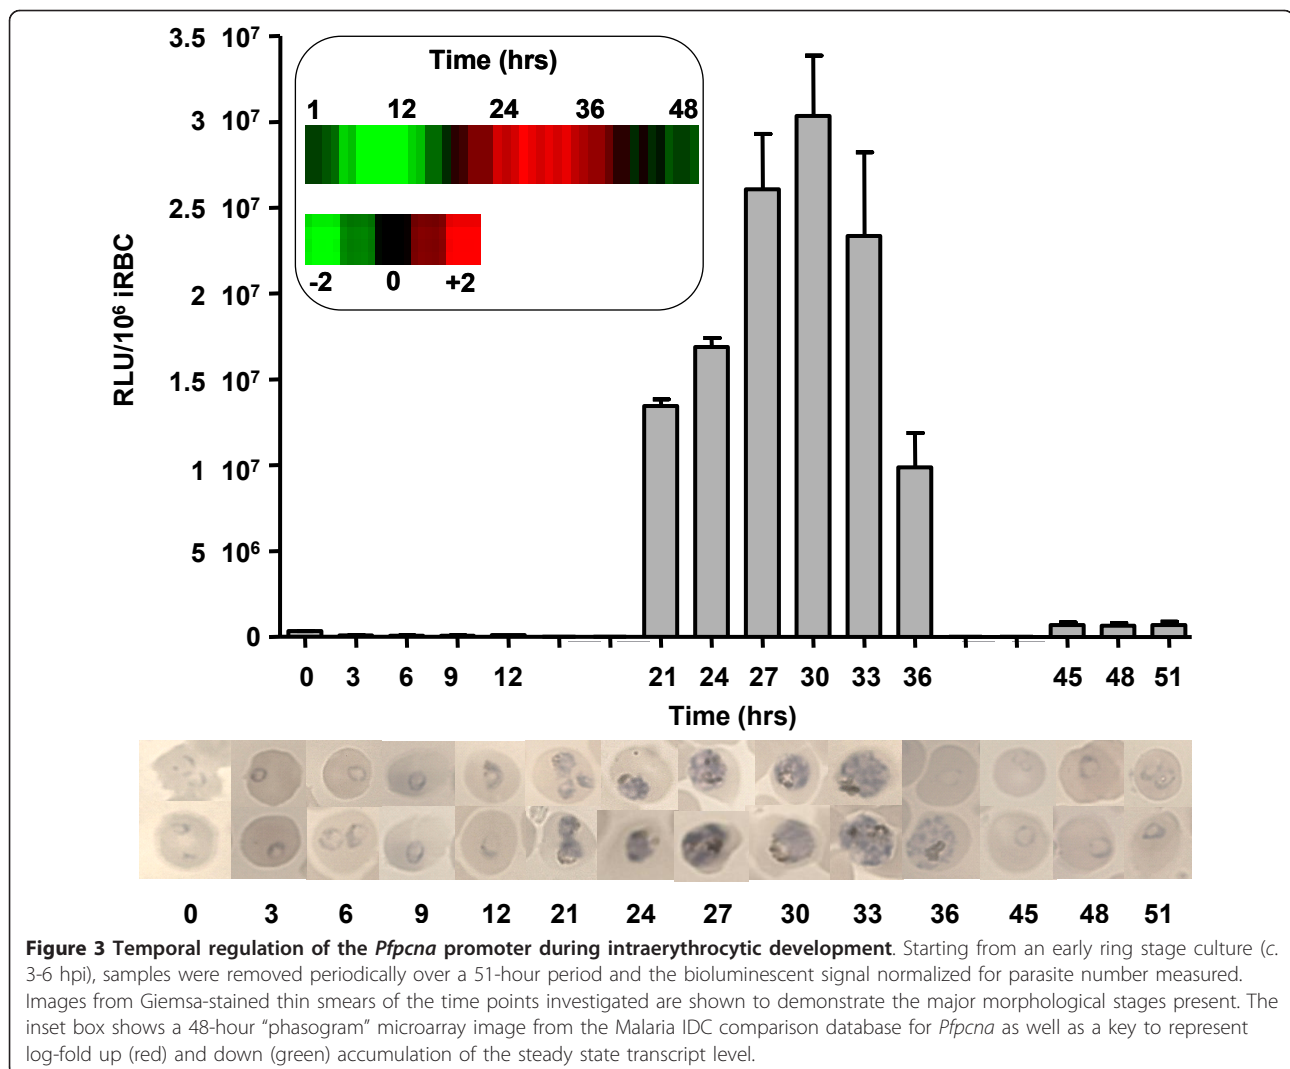 3.5 10⁷
3 10⁷
2.5 10⁷
2 10⁷
1.5 10⁷
1 10⁷
5 10⁶
0
RLU/10⁶ iRBC
Time (hrs)
1 12 24 36 48
-2 0 +2
0 3 6 9 12 21 24 27 30 33 36 45 48 51
Time (hrs)
0 3 6 9 12 21 24 27 30 33 36 45 48 51
Figure 3 Temporal regulation of the Pfpcna promoter during intraerythrocytic development. Starting from an early ring stage culture (c.
3-6 hpi), samples were removed periodically over a 51-hour period and the bioluminescent signal normalized for parasite number measured.
Images from Giemsa-stained thin smears of the time points investigated are shown to demonstrate the major morphological stages present. The
inset box shows a 48-hour “phasogram” microarray image from the Malaria IDC comparison database for Pfpcna as well as a key to represent
log-fold up (red) and down (green) accumulation of the steady state transcript level.